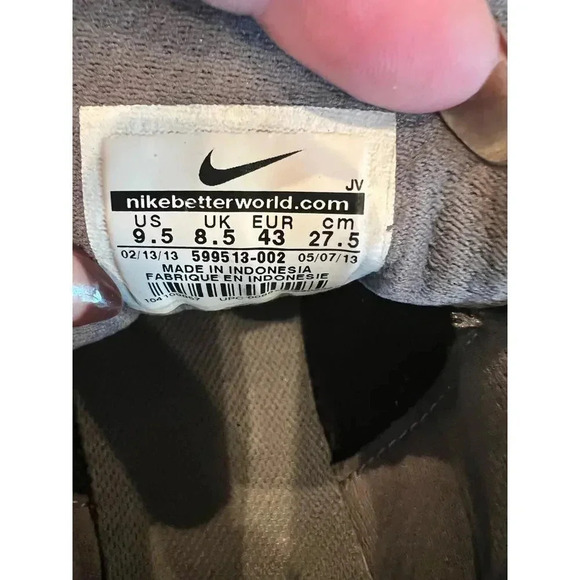 JV
nikebetterworld.com
US UK EUR cm
9.5 8.5 43 27.5
02/13/13 599513-002 05/07/13
MADE IN INDONESIA
FABRIQUE EN INDONESIE